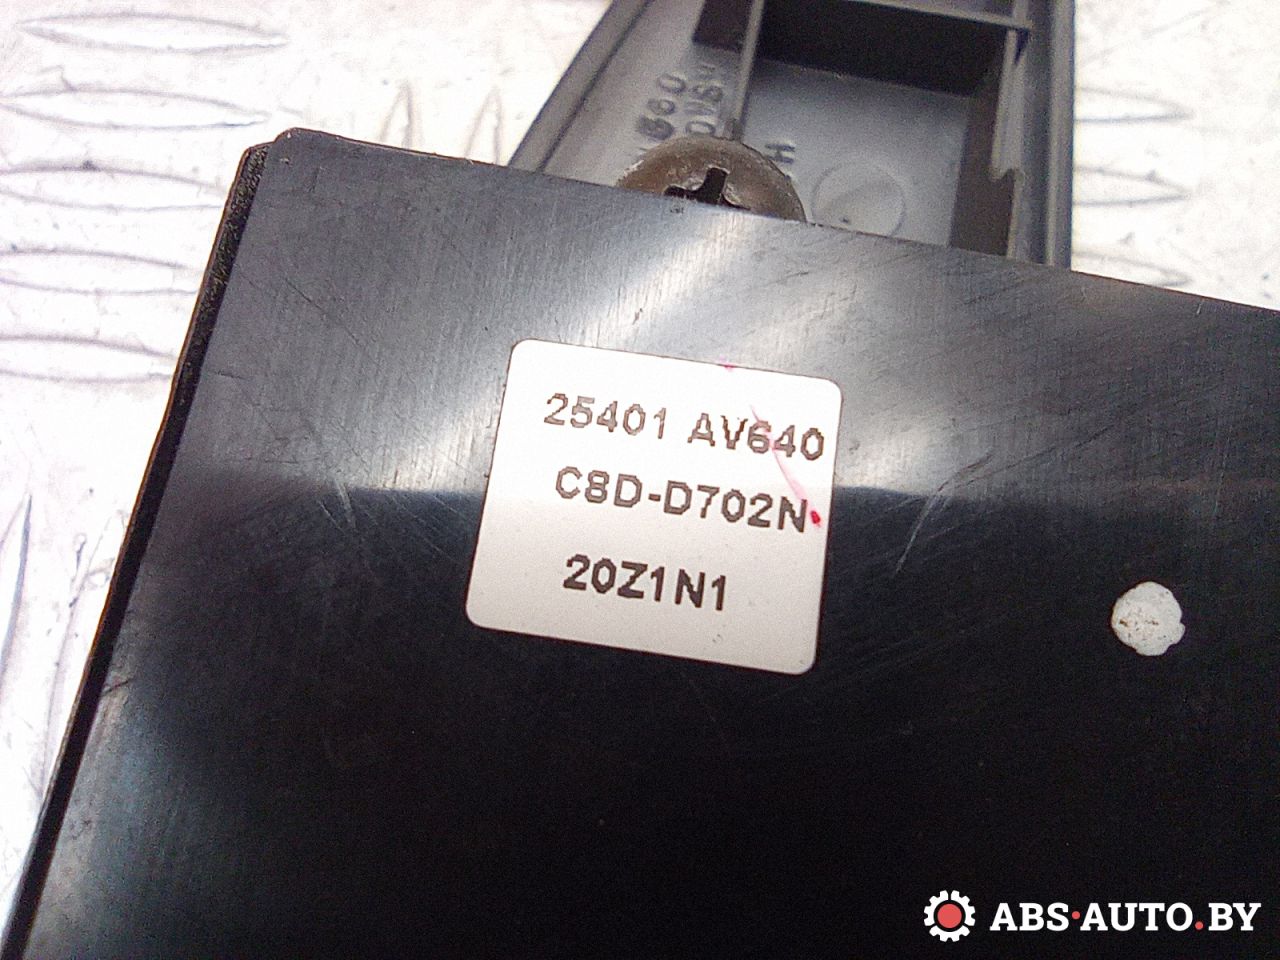 H
25401 AV640
C8D-D702N
20Z1N1
ABS·AUTO.BY